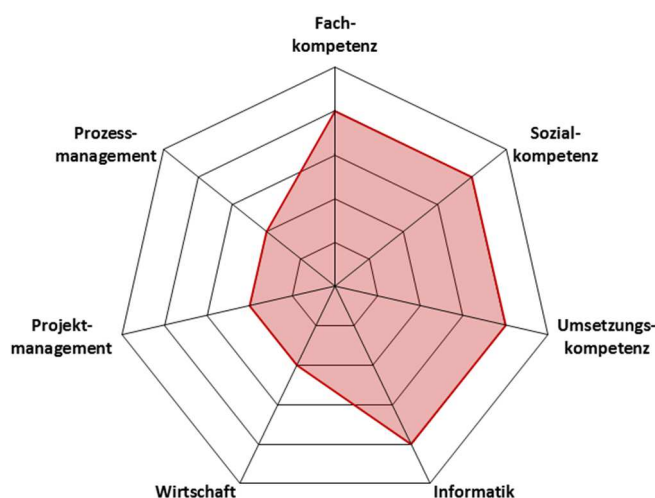 Fach-
kompetenz
Prozess-
management
Sozial-
kompetenz
Projekt-
management
Umsetzungs-
kompetenz
Wirtschaft
Informatik